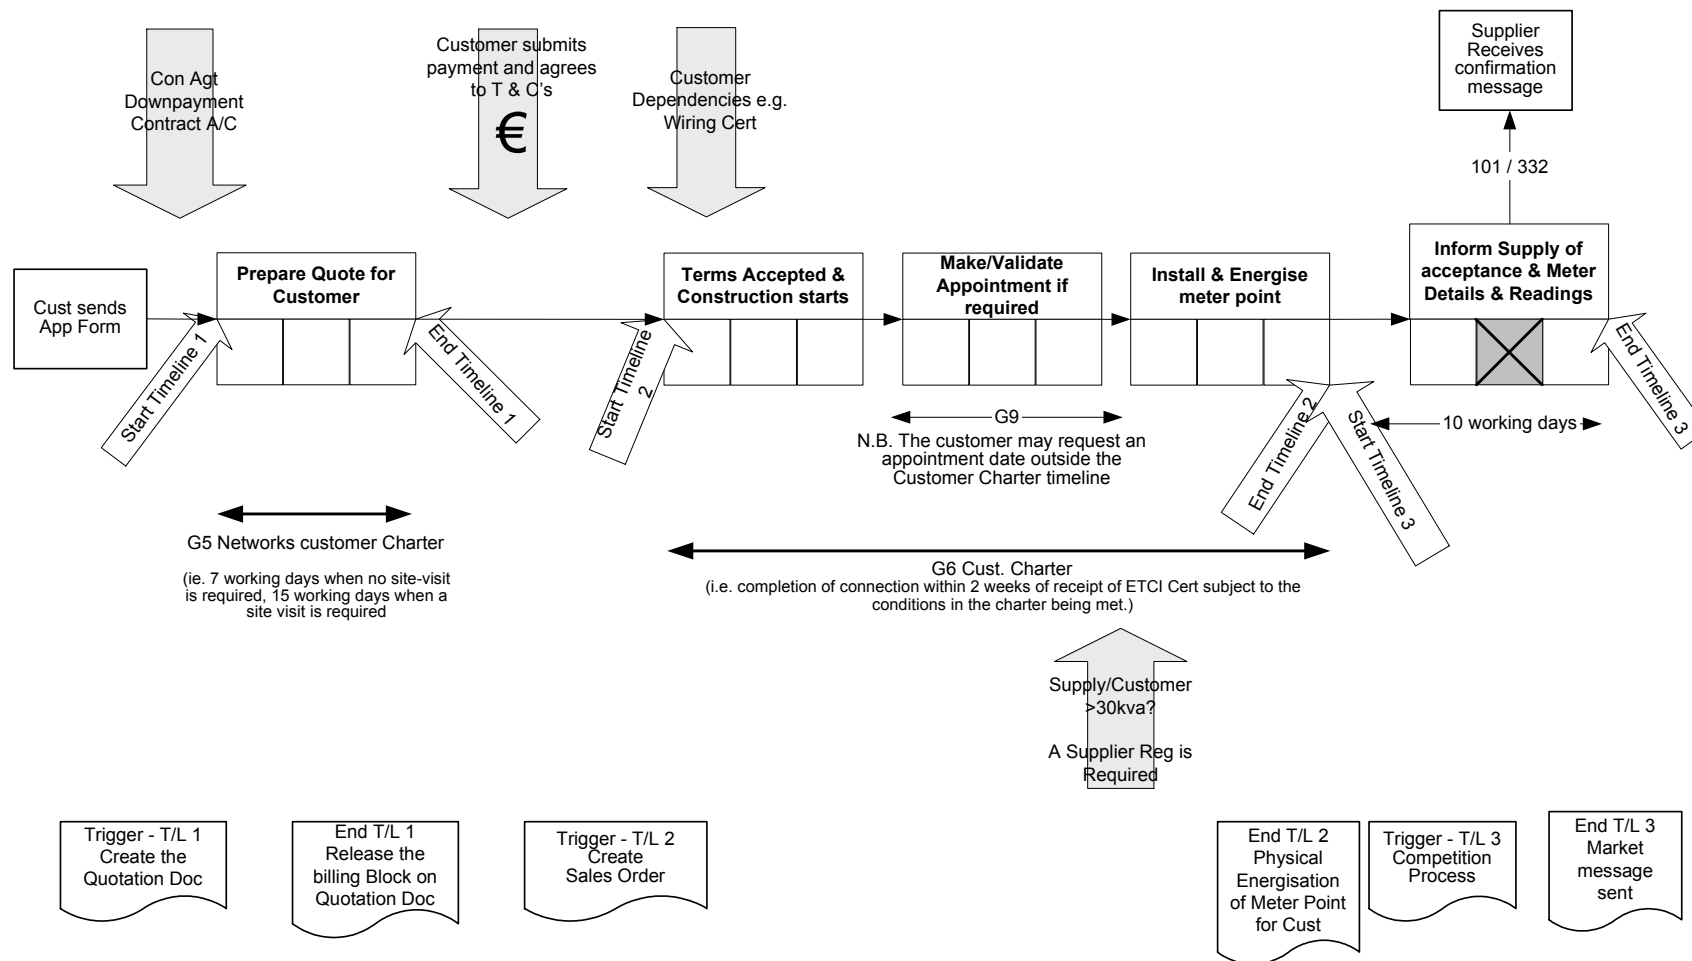 Con Agt
Downpayment
Contract A/C
Customer submits
payment and agrees
to T & C's
€
Customer
Dependencies e.g.
Wiring Cert
Supplier
Receives
confirmation
message
101 / 332
Cust sends
App Form
Prepare Quote for
Customer
Terms Accepted &
Construction starts
Make/Validate
Appointment if
required
Install & Energise
meter point
Inform Supply of
acceptance & Meter
Details & Readings
Start Timeline 1
End Timeline 1
Start Timeline
2
End Timeline 2
Start Timeline 3
End Timeline 3
G9
N.B. The customer may request an
appointment date outside the
Customer Charter timeline
10 working days
G5 Networks customer Charter
(ie. 7 working days when no site-visit
is required, 15 working days when a
site visit is required
G6 Cust. Charter
(i.e. completion of connection within 2 weeks of receipt of ETCI Cert subject to the
conditions in the charter being met.)
Supply/Customer
>30kva?
A Supplier Reg is
Required
Trigger - T/L 1
Create the
Quotation Doc
End T/L 1
Release the
billing Block on
Quotation Doc
Trigger - T/L 2
Create
Sales Order
End T/L 2
Physical
Energisation
of Meter Point
for Cust
Trigger - T/L 3
Competition
Process
End T/L 3
Market
message
sent